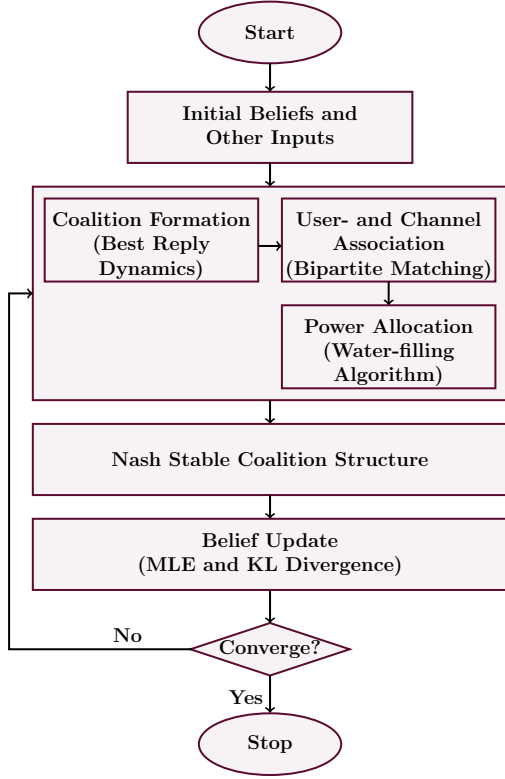 Start
Initial Beliefs and
Other Inputs
Coalition Formation
(Best Reply
Dynamics)
User- and Channel
Association
(Bipartite Matching)
Power Allocation
(Water-filling
Algorithm)
Nash Stable Coalition Structure
Belief Update
(MLE and KL Divergence)
Converge?
No
Yes
Stop